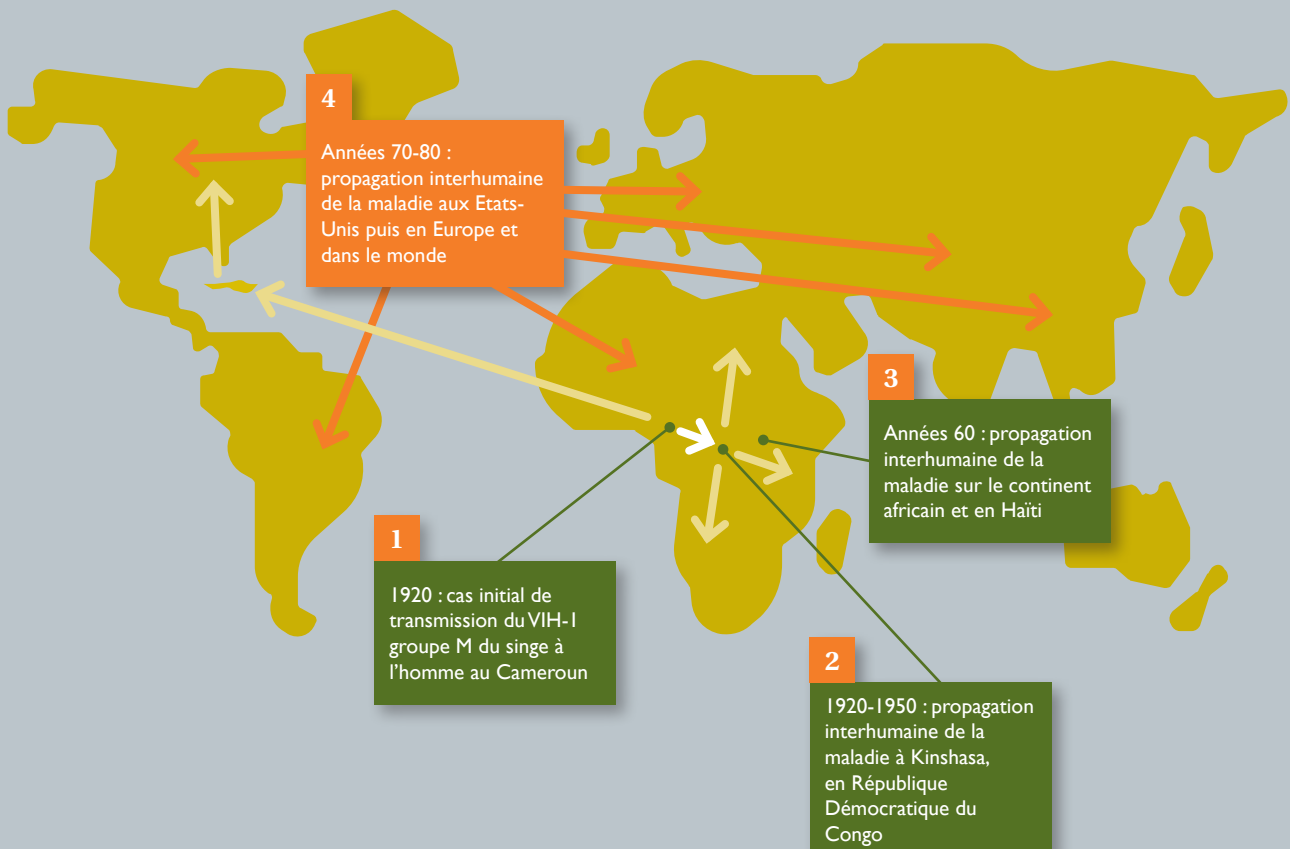 4
Années 70-80 :
propagation interhumaine
de la maladie aux Etats-
Unis puis en Europe et
dans le monde
3
Années 60 : propagation
interhumaine de la
maladie sur le continent
africain et en Haïti
1
1920 : cas initial de
transmission du VIH-1
groupe M du singe à
l'homme au Cameroun
2
1920-1950 : propagation
interhumaine de la
maladie à Kinshasa,
en République
Démocratique du
Congo